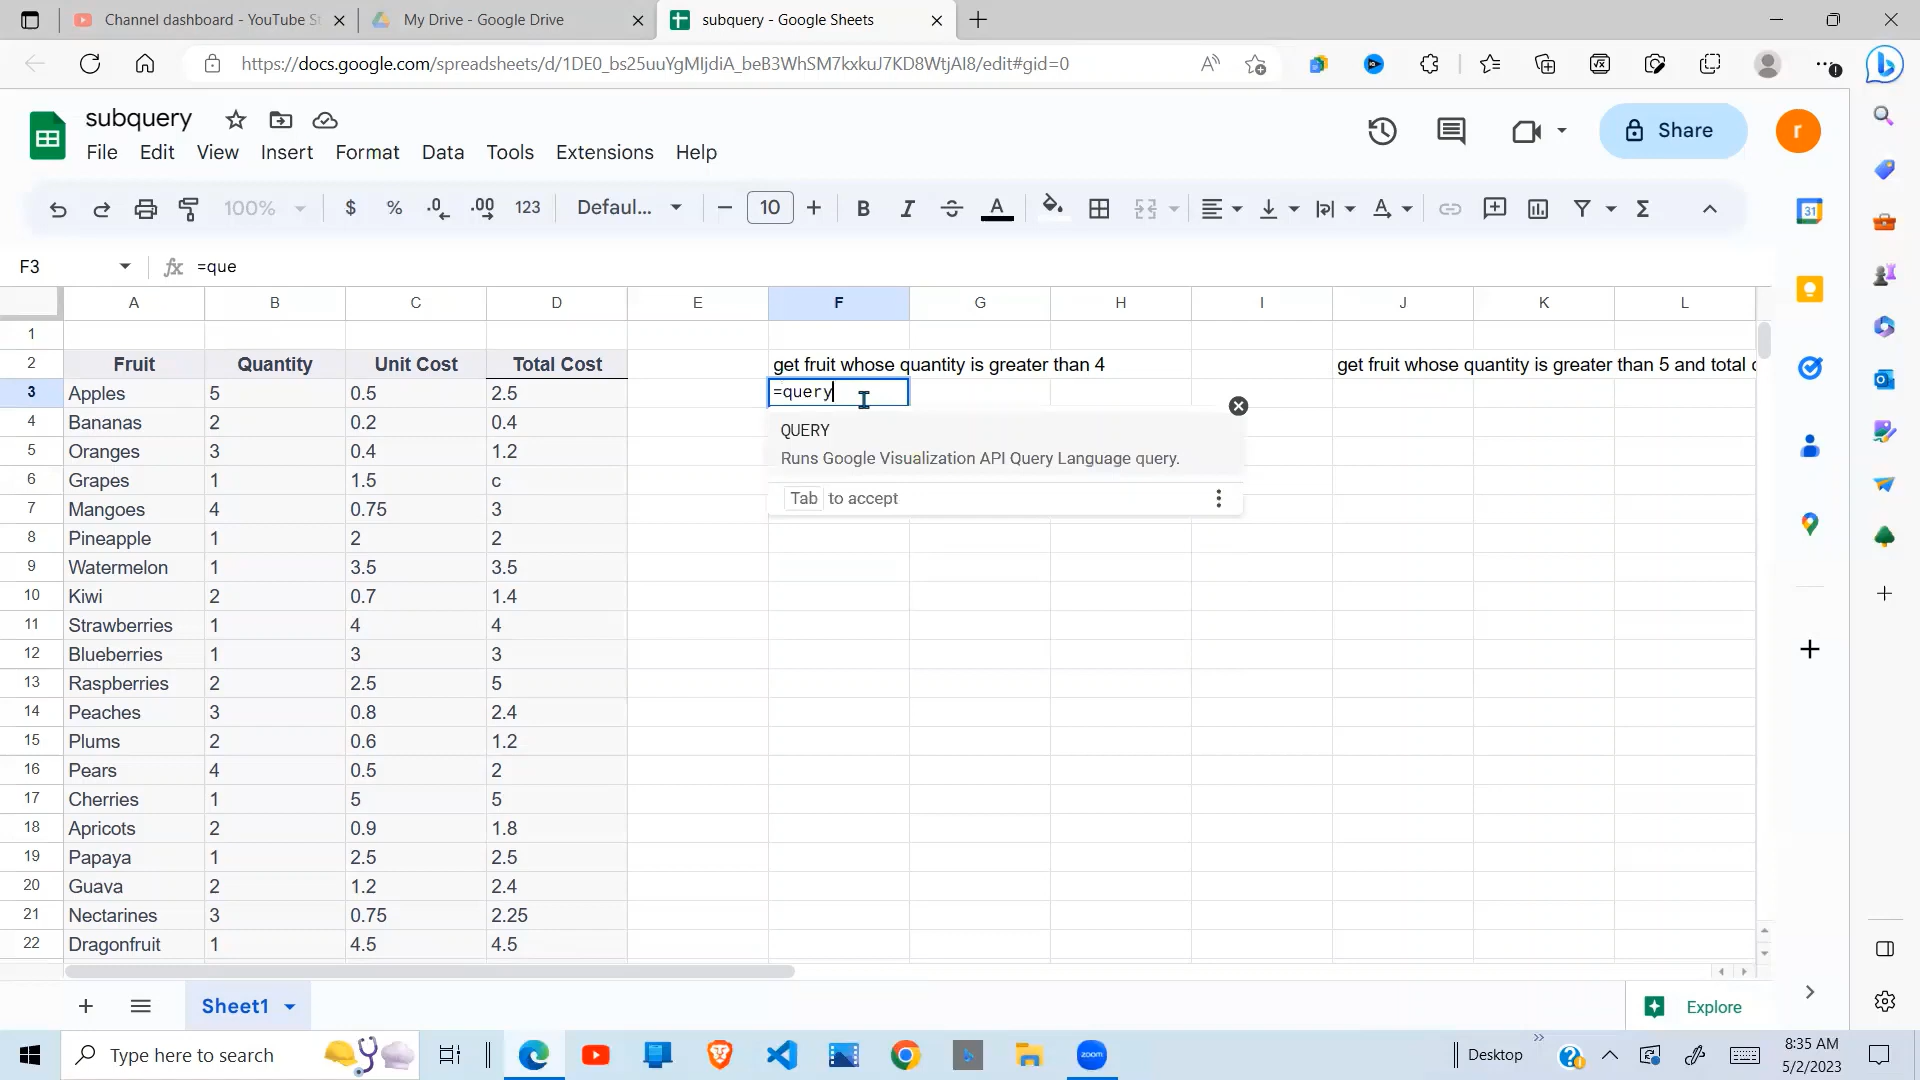 Channel dashboard - YouTube S
My Drive - Google Drive
subquery - Google Sheets
https://docs.google.com/spreadsheets/d/1DE0_bs25uuYgMIjdiA_beB3WhSM7kxkuJ7KD8WtjAI8/edit#gid=0
subquery
Share
r
File Edit View Insert Format Data Tools Extensions Help
100% $ % .0 .00 123 Defaul... 10 B I A
31
F3 fx =que
A B C D E F G H I J K L
1
2 Fruit Quantity Unit Cost Total Cost get fruit whose quantity is greater than 4 get fruit whose quantity is greater than 5 and total c
3 Apples 5 0.5 2.5 =query
4 Bananas 2 0.2 0.4
QUERY
5 Oranges 3 0.4 1.2
Runs Google Visualization API Query Language query.
6 Grapes 1 1.5 c
Tab to accept
7 Mangoes 4 0.75 3
8 Pineapple 1 2 2
9 Watermelon 1 3.5 3.5
10 Kiwi 2 0.7 1.4
11 Strawberries 1 4 4
12 Blueberries 1 3 3
13 Raspberries 2 2.5 5
14 Peaches 3 0.8 2.4
15 Plums 2 0.6 1.2
16 Pears 4 0.5 2
17 Cherries 1 5 5
18 Apricots 2 0.9 1.8
19 Papaya 1 2.5 2.5
20 Guava 2 1.2 2.4
21 Nectarines 3 0.75 2.25
22 Dragonfruit 1 4.5 4.5
Sheet1
Explore
Type here to search
zoom
Desktop
8:35 AM
5/2/2023